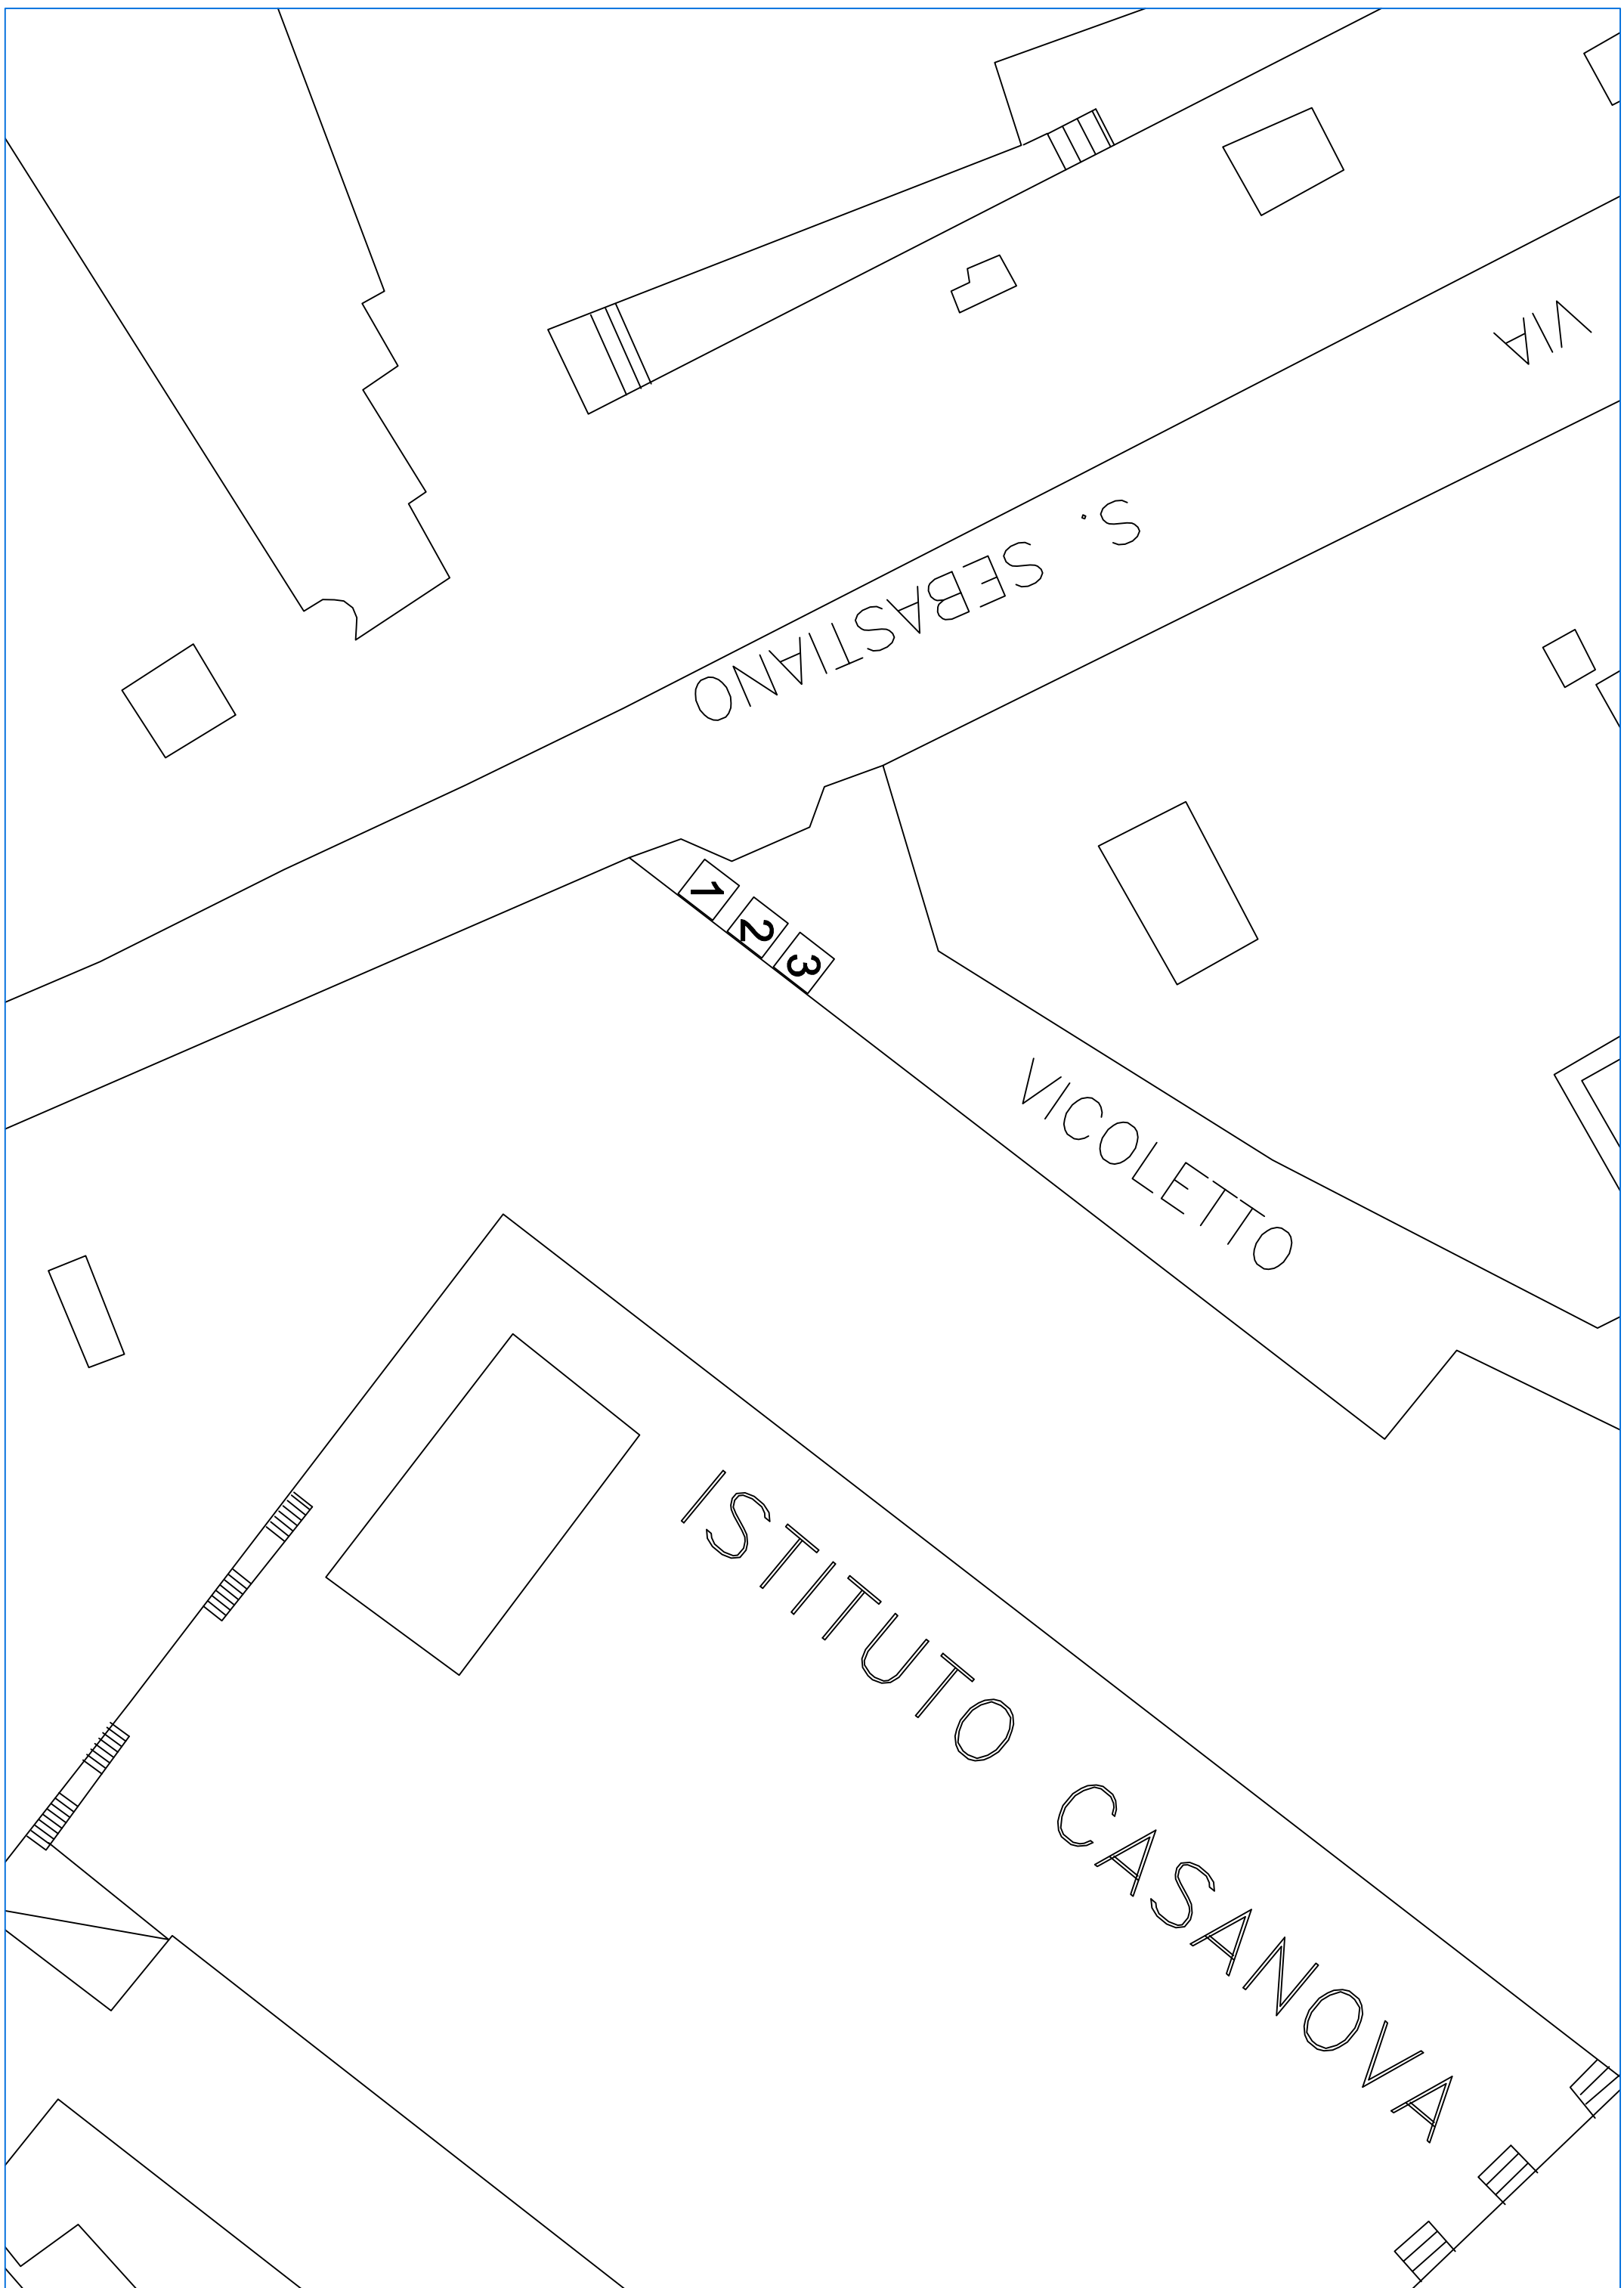 VIA S. SEBASTIANO
1
2
3
VICOLETTO
ISTITUTO CASANOVA